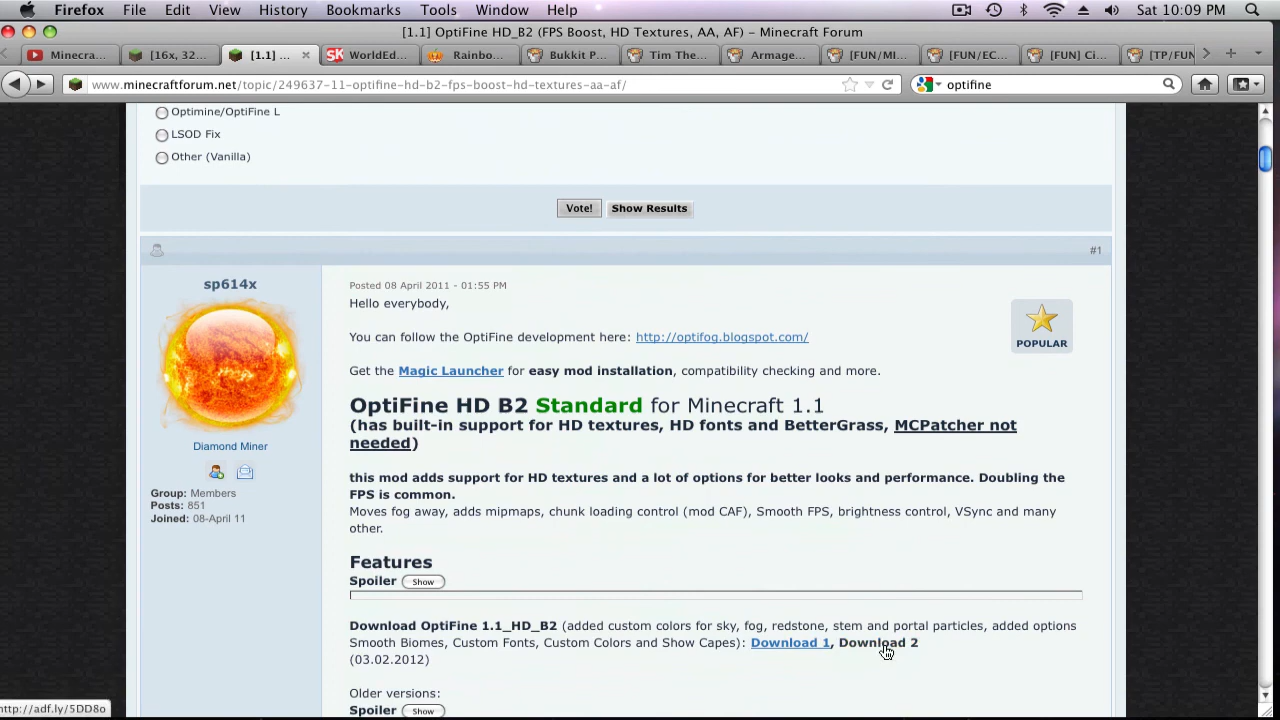 Firefox File Edit View History Bookmarks Tools Window Help Sat 10:09 PM
[1.1] OptiFine HD_B2 (FPS Boost, HD Textures, AA, AF) – Minecraft Forum
Minecra... [16x, 32... [1.1] ... WorldEd... Rainbo... Bukkit P... Tim The... Armage... [FUN/MI... [FUN/EC... [FUN] Ci... [TP/FUN
www.minecraftforum.net/topic/249637-11-optifine-hd-b2-fps-boost-hd-textures-aa-af/ optifine
Optimine/OptiFine L
LSOD Fix
Other (Vanilla)
Vote! Show Results
#1
sp614x
Diamond Miner
Group: Members
Posts: 851
Joined: 08-April 11
Posted 08 April 2011 - 01:55 PM
Hello everybody,
You can follow the OptiFine development here: http://optifog.blogspot.com/
POPULAR
Get the Magic Launcher for easy mod installation, compatibility checking and more.
OptiFine HD B2 Standard for Minecraft 1.1
(has built-in support for HD textures, HD fonts and BetterGrass, MCPatcher not
needed)
this mod adds support for HD textures and a lot of options for better looks and performance. Doubling the
FPS is common.
Moves fog away, adds mipmaps, chunk loading control (mod CAF), Smooth FPS, brightness control, VSync and many
other.
Features
Spoiler Show
Download OptiFine 1.1_HD_B2 (added custom colors for sky, fog, redstone, stem and portal particles, added options
Smooth Biomes, Custom Fonts, Custom Colors and Show Capes): Download 1, Download 2
(03.02.2012)
Older versions:
Spoiler Show
http://adf.ly/5DD8o